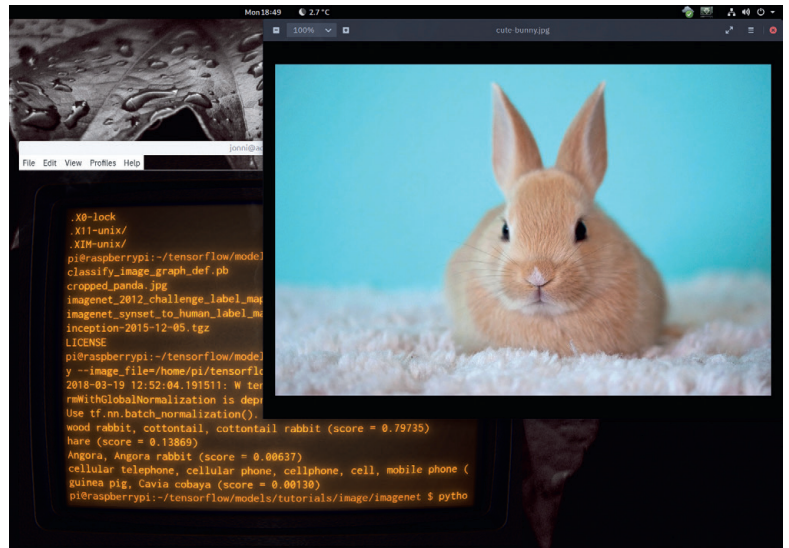 Mon 18:49 2.7 °C
100%
cute-bunny.jpg
File Edit View Profiles Help
.X0-lock
.X11-unix/
.XIM-unix/
pi@raspberrypi:~/tensorflow/model
classify_image_graph_def.pb
cropped_panda.jpg
imagenet_2012_challenge_label_map
imagenet_synset_to_human_label_ma
inception-2015-12-05.tgz
LICENSE
pi@raspberrypi:~/tensorflow/model
y --image_file=/home/pi/tensorflo
2018-03-19 12:52:04.191511: W ten
rmWithGlobalNormalization is depr
Use tf.nn.batch_normalization().
wood rabbit, cottontail, cottontail rabbit (score = 0.79735)
hare (score = 0.13869)
Angora, Angora rabbit (score = 0.00637)
cellular telephone, cellular phone, cellphone, cell, mobile phone (
guinea pig, Cavia cobaya (score = 0.00130)
pi@raspberrypi:~/tensorflow/models/tutorials/image/imagenet $ pytho